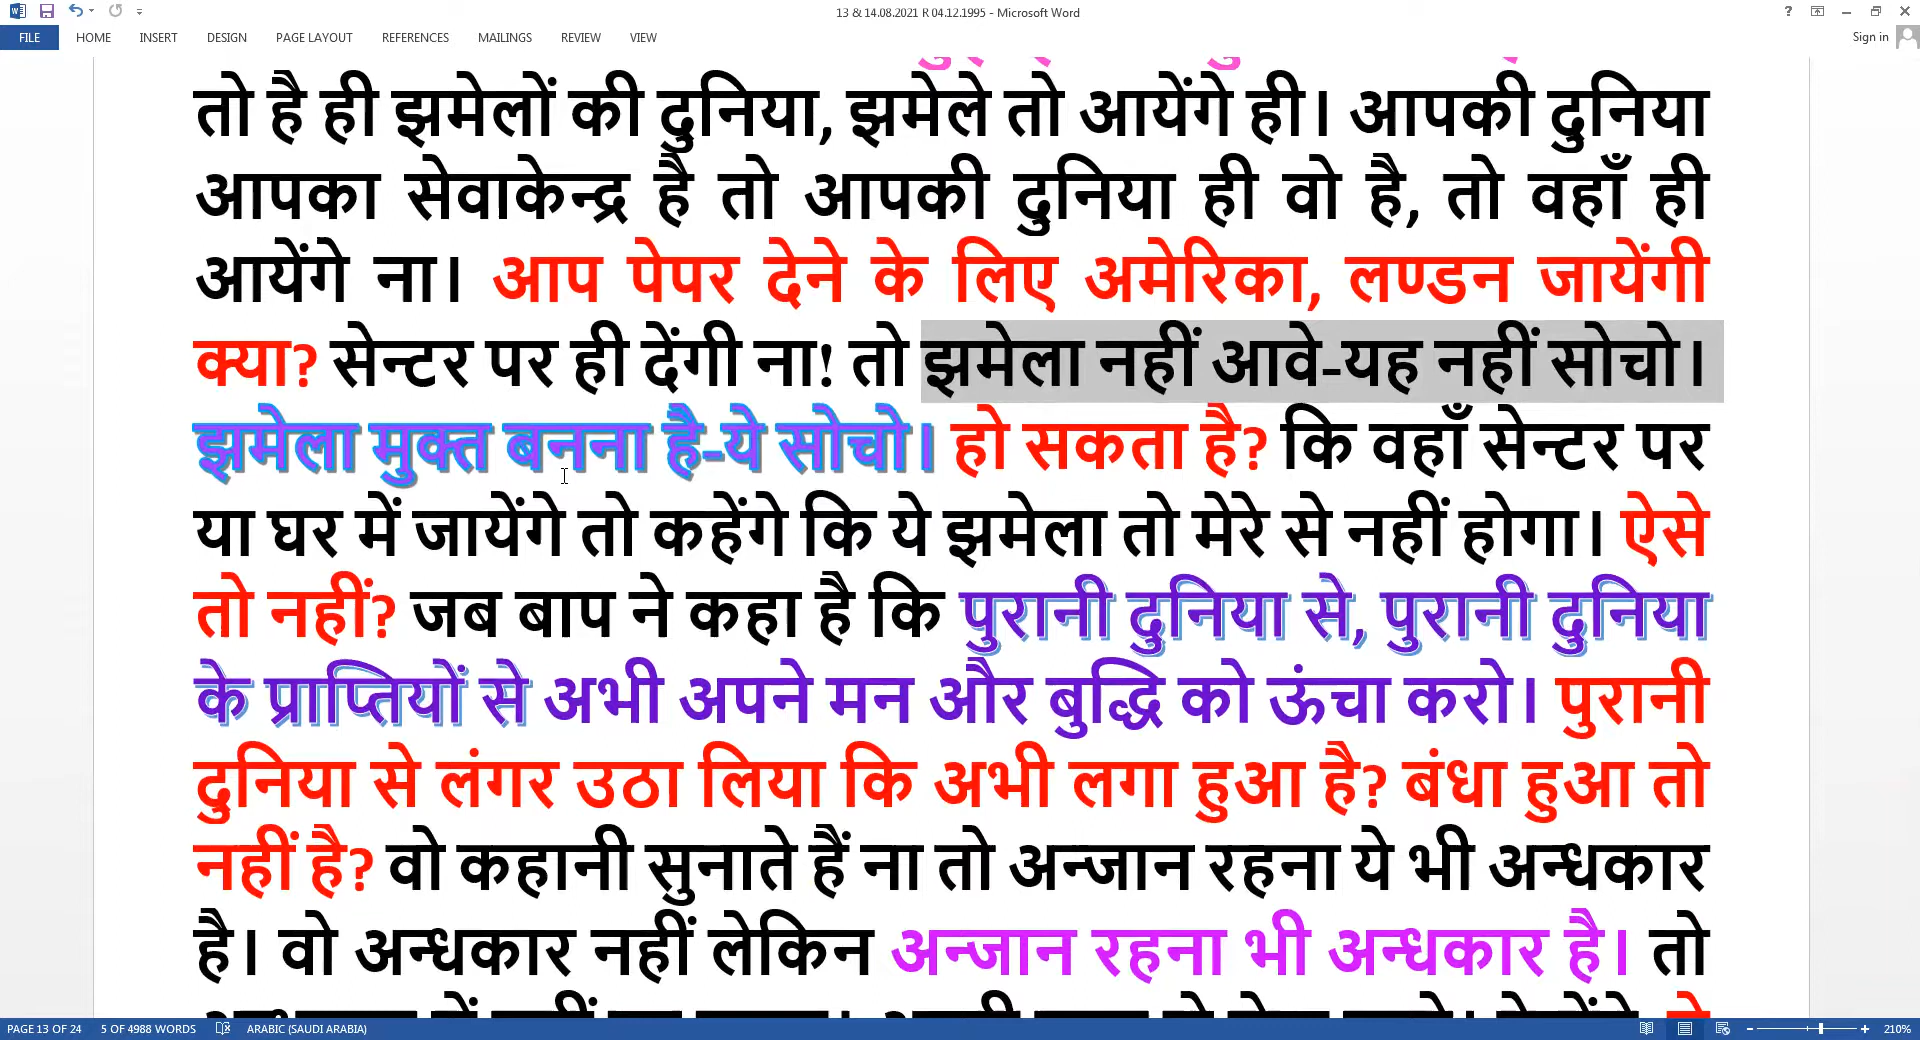 13 & 14.08.2021 R 04.12.1995 - Microsoft Word
FILE HOME INSERT DESIGN PAGE LAYOUT REFERENCES MAILINGS REVIEW VIEW Sign in
तो है ही झमेलों की दुनिया, झमेले तो आयेंगे ही। आपकी दुनिया
आपका सेवाकेन्द्र है तो आपकी दुनिया ही वो है, तो वहाँ ही
आयेंगे ना। आप पेपर देने के लिए अमेरिका, लण्डन जायेंगी
क्या? सेन्टर पर ही देंगी ना! तो झमेला नहीं आवे-यह नहीं सोचो।
झमेला मुक्त बनना है-ये सोचो। हो सकता है? कि वहाँ सेन्टर पर
या घर में जायेंगे तो कहेंगे कि ये झमेला तो मेरे से नहीं होगा। ऐसे
तो नहीं? जब बाप ने कहा है कि पुरानी दुनिया से, पुरानी दुनिया
के प्राप्तियों से अभी अपने मन और बुद्धि को ऊंचा करो। पुरानी
दुनिया से लंगर उठा लिया कि अभी लगा हुआ है? बंधा हुआ तो
नहीं है? वो कहानी सुनाते हैं ना तो अन्जान रहना ये भी अन्धकार
है। वो अन्धकार नहीं लेकिन अन्जान रहना भी अन्धकार है। तो
PAGE 13 OF 24 5 OF 4988 WORDS ARABIC (SAUDI ARABIA) 210%